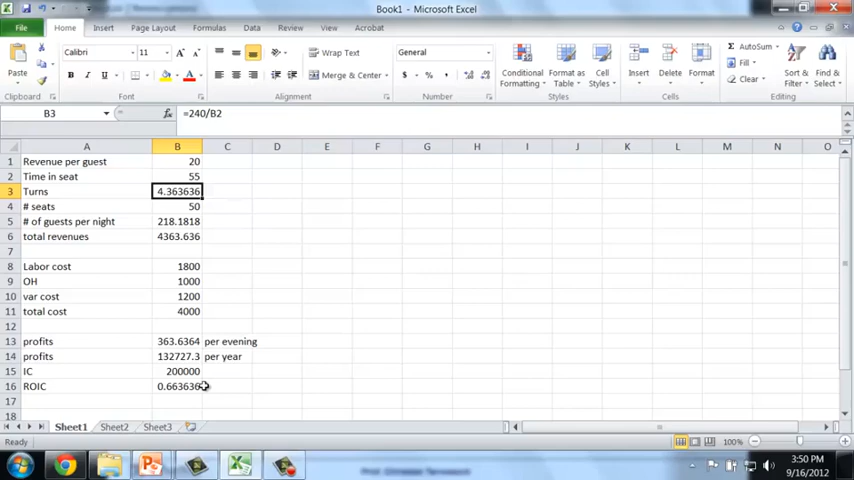 Book1 - Microsoft Excel
File Home Insert Page Layout Formulas Data Review View
Calibri 11 Wrap Text General AutoSum
Fill
Paste B I U Merge & Center $ % , Conditional Formatting Format as Table Cell Styles Insert Delete Format Clear Sort & Filter Find & Select
Clipboard Font Alignment Number Styles Cells Editing
B3 fx =240/B2
A B C D E F G H I J K L M N O
1 Revenue per guest 20
2 Time in seat 55
3 Turns 4.363636
4 # seats 50
5 # of guests per night 218.1818
6 total revenues 4363.636
7
8 Labor cost 1800
9 OH 1000
10 var cost 1200
11 total cost 4000
12
13 profits 363.6364 per evening
14 profits 132727.3 per year
15 IC 200000
16 ROIC 0.663636
17
18
Sheet1 Sheet2 Sheet3
Ready 100%
3:50 PM
9/16/2012